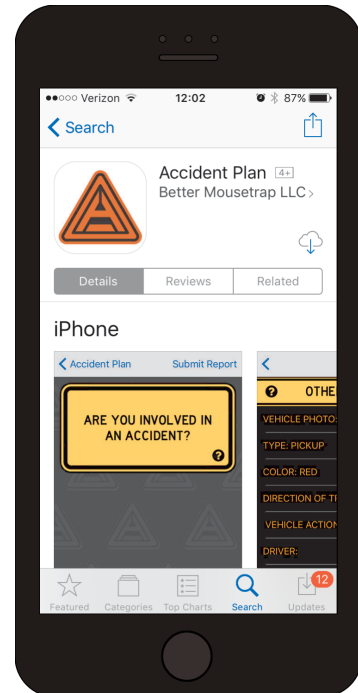 Verizon 12:02 87%
Search
Accident Plan 4+
Better Mousetrap LLC
Details Reviews Related
iPhone
Accident Plan Submit Report
ARE YOU INVOLVED IN
AN ACCIDENT?
?
? OTHE
VEHICLE PHOTO:
TYPE: PICKUP
COLOR: RED
DIRECTION OF TR
VEHICLE ACTION
DRIVER:
12
Featured Categories Top Charts Search Updates